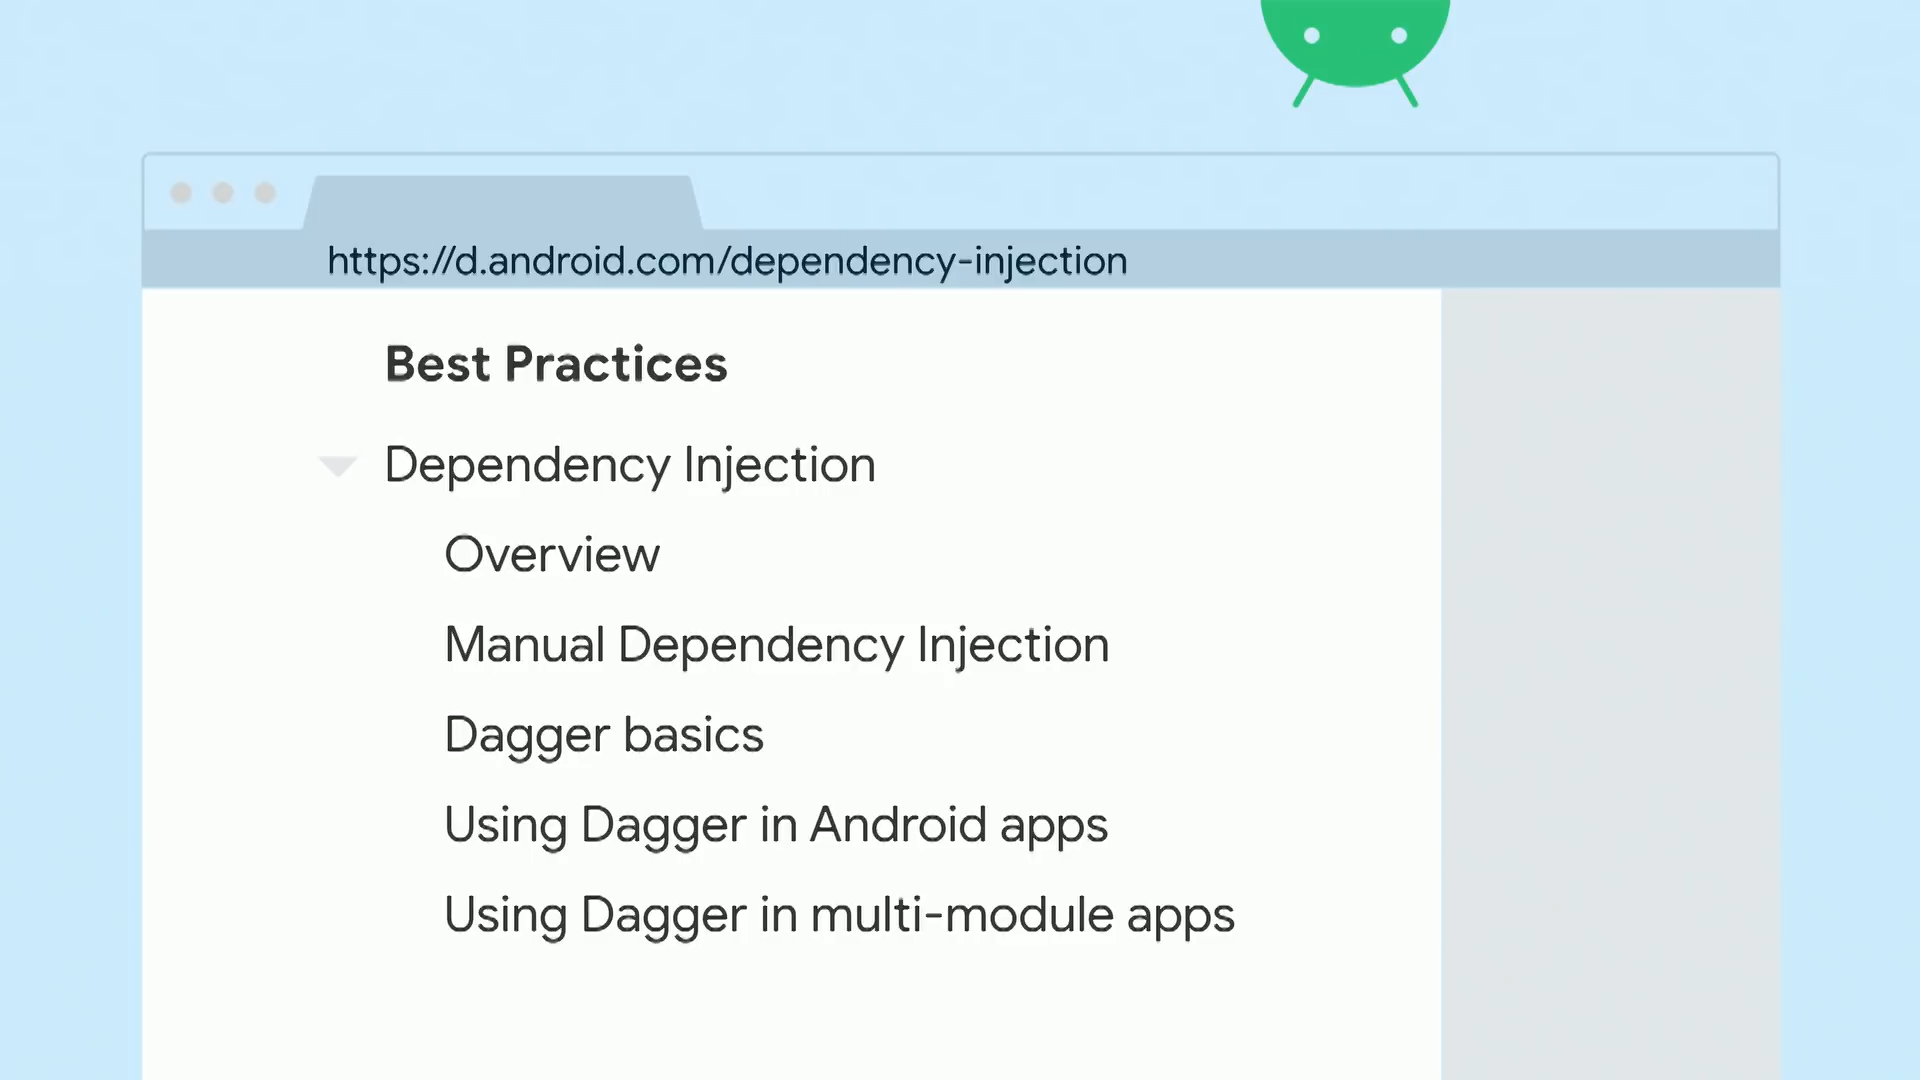 https://d.android.com/dependency-injection
Best Practices
Dependency Injection
Overview
Manual Dependency Injection
Dagger basics
Using Dagger in Android apps
Using Dagger in multi-module apps